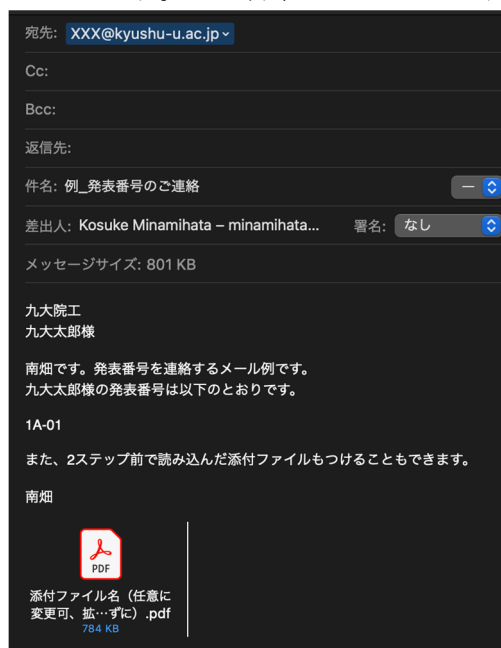 宛先: XXX@kyushu-u.ac.jp
Cc:
Bcc:
返信先:
件名: 例_発表番号のご連絡
差出人: Kosuke Minamihata – minamihata... 署名: なし
メッセージサイズ: 801 KB
九大院工
九大太郎様
南畑です。発表番号を連絡するメール例です。
九大太郎様の発表番号は以下のとおりです。
1A-01
また、2ステップ前で読み込んだ添付ファイルもつけることもできます。
南畑
PDF
添付ファイル名（任意に
変更可、拡…ずに）.pdf
784 KB